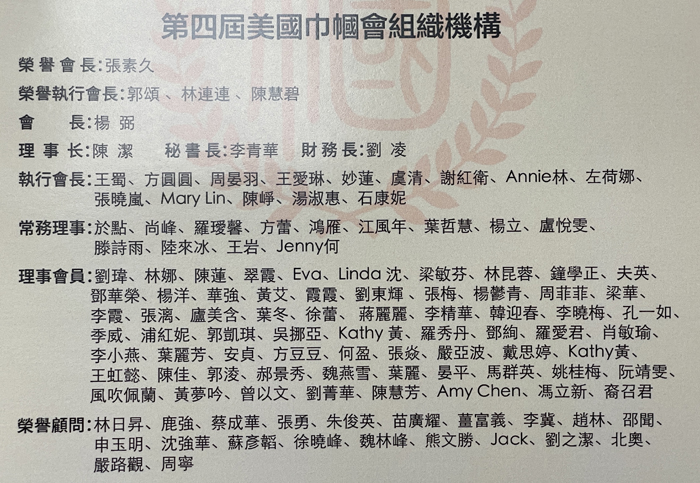 第四屆美國巾幗會組織機構
榮譽會長:張素久
榮譽執行會長:郭頌、林連連、陳慧碧
會 長:楊 弼
理 事 长:陳 潔 秘書長:李青華 財務長:劉 凌
執行會長:王蜀、方圓圓、周晏羽、王愛琳、妙蓮、虞清、謝紅衛、Annie林、左荷娜、
張曉嵐、Mary Lin、陳崢、湯淑惠、石康妮
常務理事:於點、尚峰、羅璦馨、方蕾、鴻雁、江風年、葉哲慧、楊立、盧悅雯、
滕詩雨、陸來冰、王岩、Jenny何
理事會員:劉瑋、林娜、陳蓮、翠霞、Eva、Linda 沈、梁敏芬、林昆蓉、鐘學正、夫英、
鄧華榮、楊洋、華強、黃艾、霞霞、劉東輝、張梅、楊鬱青、周菲菲、梁華、
李霞、張漓、盧美含、葉冬、徐蕾、蔣麗麗、李精華、韓迎春、李曉梅、孔一如、
季威、浦紅妮、郭凱琪、吳挪亞、Kathy 黃、羅秀丹、鄧絢、羅愛君、肖敏瑜、
李小燕、葉麗芳、安貞、方豆豆、何盈、張焱、嚴亞波、戴思婷、Kathy黃、
王虹懿、陳佳、郭淩、郝景秀、魏燕雪、葉麗、晏平、馬群英、姚桂梅、阮靖雯、
風吹佩蘭、黃夢吟、曾以文、劉菁華、陳慧芳、Amy Chen、馮立新、裔召君
榮譽顧問:林日昇、鹿強、蔡成華、張勇、朱俊英、苗廣耀、薑富義、李冀、趙林、邵聞、
申玉明、沈強華、蘇彥韜、徐曉峰、魏林峰、熊文勝、Jack、劉之潔、北奧、
嚴路觀、周寧